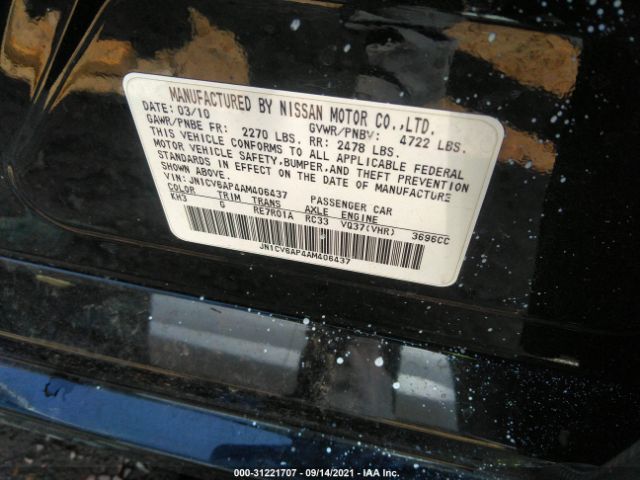 MANUFACTURED BY NISSAN MOTOR CO.,LTD.
DATE: 03/10 GVWR/PNBV: 4722 LBS.
GAWR/PNBE FR: 2270 LBS. RR: 2478 LBS.
THIS VEHICLE CONFORMS TO ALL APPLICABLE FEDERAL
MOTOR VEHICLE SAFETY,BUMPER,AND THEFT PREVENTION
STANDARDS IN EFFECT ON THE DATE OF MANUFACTURE
SHOWN ABOVE.
VIN: JN1CV6AP4AM406437 PASSENGER CAR
COLOR TRIM TRANS AXLE ENGINE
KH3 G RE7R01A RC33 VQ37(VHR) 3696CC
JN1CV6AP4AM406437
000 - 31221707 - 09/14/2021 - IAA Inc.